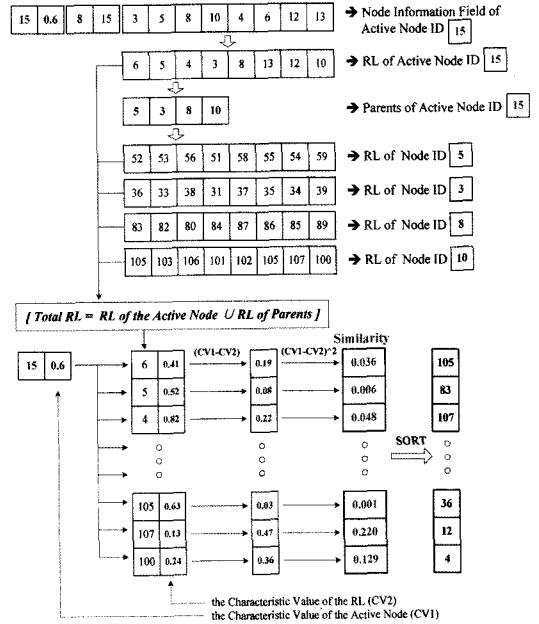 15 0.6 8 15 3 5 8 10 4 6 12 13 ➔ Node Information Field of
Active Node ID 15
6 5 4 3 8 13 12 10 ➔ RL of Active Node ID 15
5 3 8 10 ➔ Parents of Active Node ID 15
52 53 56 51 58 55 54 59 ➔ RL of Node ID 5
36 33 38 31 37 35 34 39 ➔ RL of Node ID 3
83 82 80 84 87 86 85 89 ➔ RL of Node ID 8
105 103 106 101 102 105 107 100 ➔ RL of Node ID 10
[ Total RL = RL of the Active Node ∪ RL of Parents ]
Similarity
15 0.6 6 0.41 (CV1-CV2) 0.19 (CV1-CV2)^2 0.036 105
5 0.52 0.08 0.006 83
4 0.82 0.22 0.048 107
SORT
105 0.63 0.03 0.001 36
107 0.13 0.47 0.220 12
100 0.24 0.36 0.129 4
the Characteristic Value of the RL (CV2)
the Characteristic Value of the Active Node (CV1)